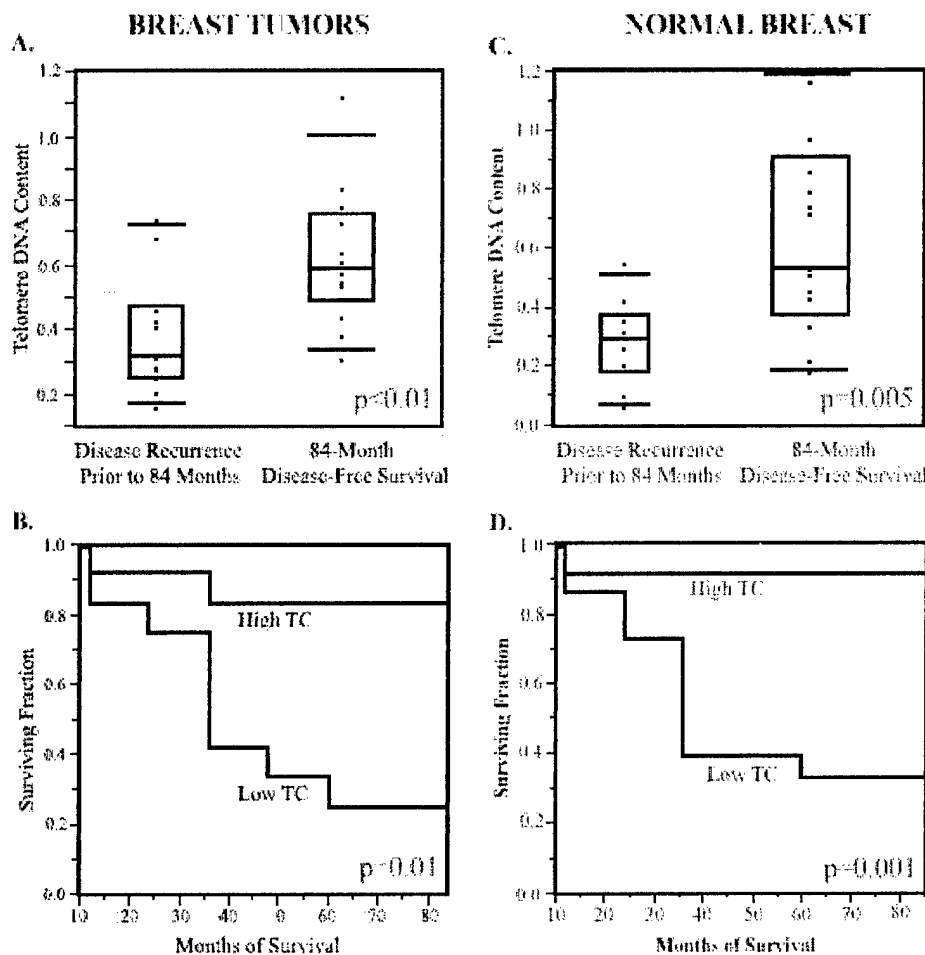 BREAST TUMORS
NORMAL BREAST
A.
Telomere DNA Content
1.2
1.0
0.8
0.6
0.4
0.2
p<0.01
Disease Recurrence
Prior to 84 Months
84-Month
Disease-Free Survival
C.
Telomere DNA Content
1.2
1.0
0.8
0.6
0.4
0.2
0.0
p=0.005
Disease Recurrence
Prior to 84 Months
84-Month
Disease-Free Survival
B.
Surviving Fraction
1.0
0.8
0.6
0.4
0.2
0.0
High TC
Low TC
p=0.01
10 20 30 40 0 60 70 80
Months of Survival
D.
Surviving Fraction
1.0
0.8
0.6
0.4
0.2
0.0
High TC
Low TC
p=0.001
10 20 30 40 50 60 70 80
Months of Survival